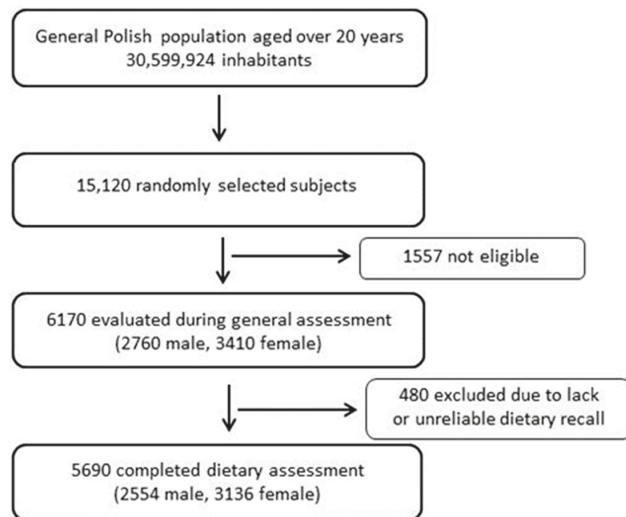 General Polish population aged over 20 years
30,599,924 inhabitants
15,120 randomly selected subjects
1557 not eligible
6170 evaluated during general assessment
(2760 male, 3410 female)
480 excluded due to lack
or unreliable dietary recall
5690 completed dietary assessment
(2554 male, 3136 female)